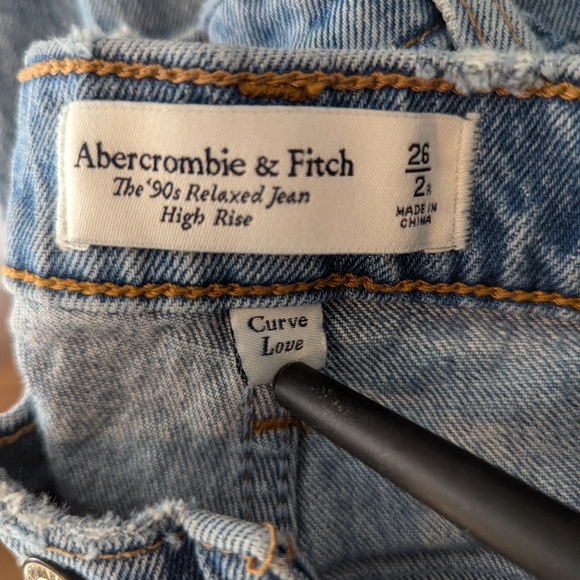 Abercrombie & Fitch
The '90s Relaxed Jean
High Rise
26
2R
MADE IN
CHINA
Curve
Love